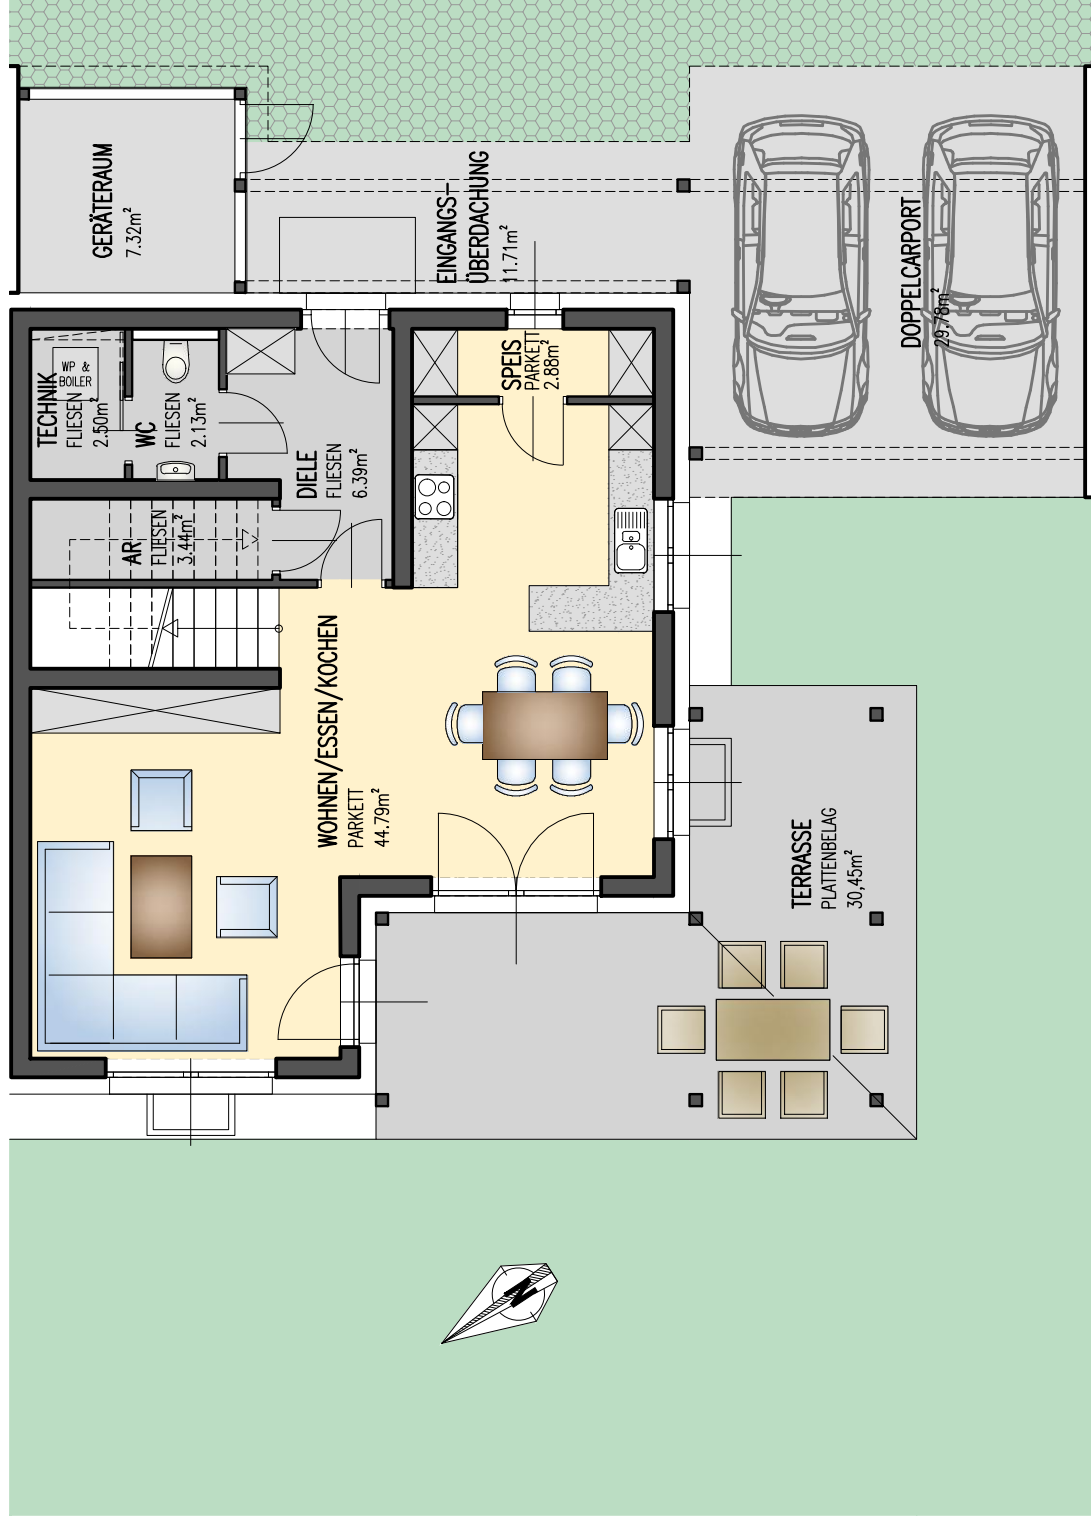 GERÄTERAUM
7.32m²
EINGANGS-
ÜBERDACHUNG
11.71m²
DOPPELCARPORT
29.78m²
TECHNIK
FLIESEN
2.50m²
WP &
BOILER
WC
FLIESEN
2.13m²
DIELE
FLIESEN
6.39m²
SPEIS
PARKETT
2.88m²
AR
FLIESEN
3.44m²
WOHNEN/ESSEN/KOCHEN
PARKETT
44.79m²
TERRASSE
PLATTENBELAG
30,45m²
N